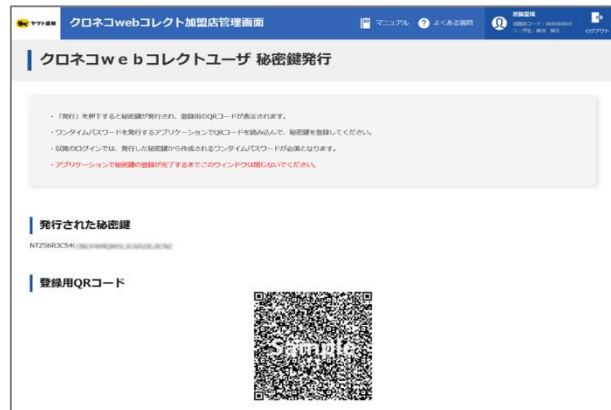 ヤマト運輸
クロネコwebコレクト加盟店管理画面
マニュアル
よくある質問
ログアウト
クロネコwebコレクトユーザ 秘密鍵発行
・「発行」を押下すると秘密鍵が発行され、登録用のQRコードが表示されます。
・ワンタイムパスワードを発行するアプリケーションでQRコードを読み込んで、秘密鍵を登録してください。
・以降のログインでは、発行した秘密鍵から作成されるワンタイムパスワードが必須となります。
・アプリケーションで秘密鍵の登録が完了するまでこのウィンドウは閉じないでください。
発行された秘密鍵
登録用QRコード
Sample